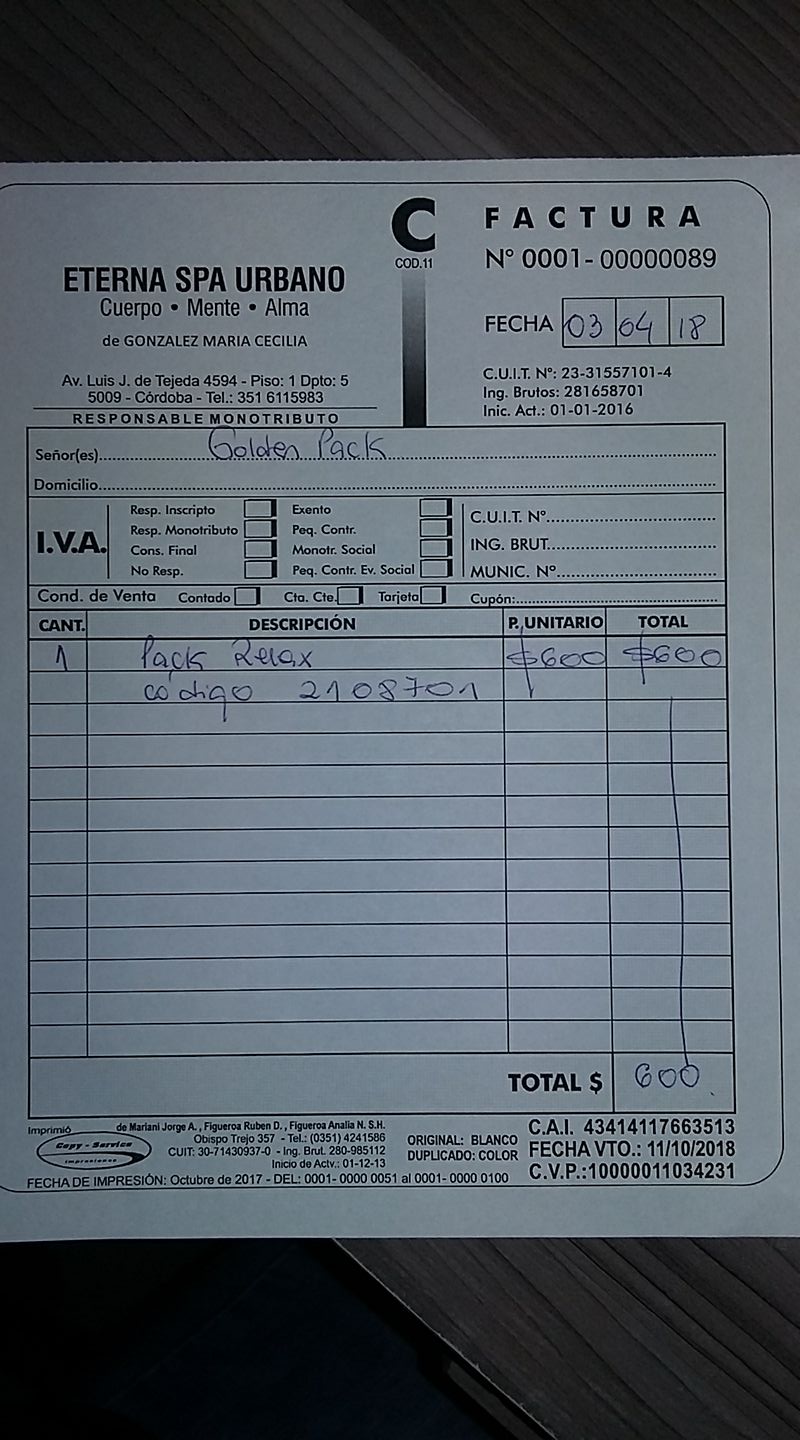 C
COD.11
FACTURA
Nº 0001-00000089
ETERNA SPA URBANO
Cuerpo • Mente • Alma
de GONZALEZ MARIA CECILIA
FECHA 03 04 18
Av. Luis J. de Tejeda 4594 - Piso: 1 Dpto: 5
5009 - Córdoba - Tel.: 351 6115983
RESPONSABLE MONOTRIBUTO
C.U.I.T. Nº: 23-31557101-4
Ing. Brutos: 281658701
Inic. Act.: 01-01-2016
Señor(es) Golden Pack
Domicilio
I.V.A.
Resp. Inscripto
Resp. Monotributo
Cons. Final
No Resp.
Exento
Peq. Contr.
Monotr. Social
Peq. Contr. Ev. Social
C.U.I.T. Nº
ING. BRUT.
MUNIC. Nº
Cond. de Venta Contado Cta. Cte. Tarjeta Cupón:
CANT. DESCRIPCIÓN P. UNITARIO TOTAL
1 Pack Relax $600 $600
código 2108701
TOTAL $ 600
Imprimió
Copy - Service
Impresiones
de Mariani Jorge A., Figueroa Ruben D., Figueroa Analia N. S.H.
Obispo Trejo 357 - Tel.: (0351) 4241586
CUIT: 30-71430937-0 - Ing. Brut. 280-985112
Inicio de Actv.: 01-12-13
ORIGINAL: BLANCO
DUPLICADO: COLOR
C.A.I. 43414117663513
FECHA VTO.: 11/10/2018
C.V.P.:10000011034231
FECHA DE IMPRESIÓN: Octubre de 2017 - DEL: 0001- 0000 0051 al 0001- 0000 0100